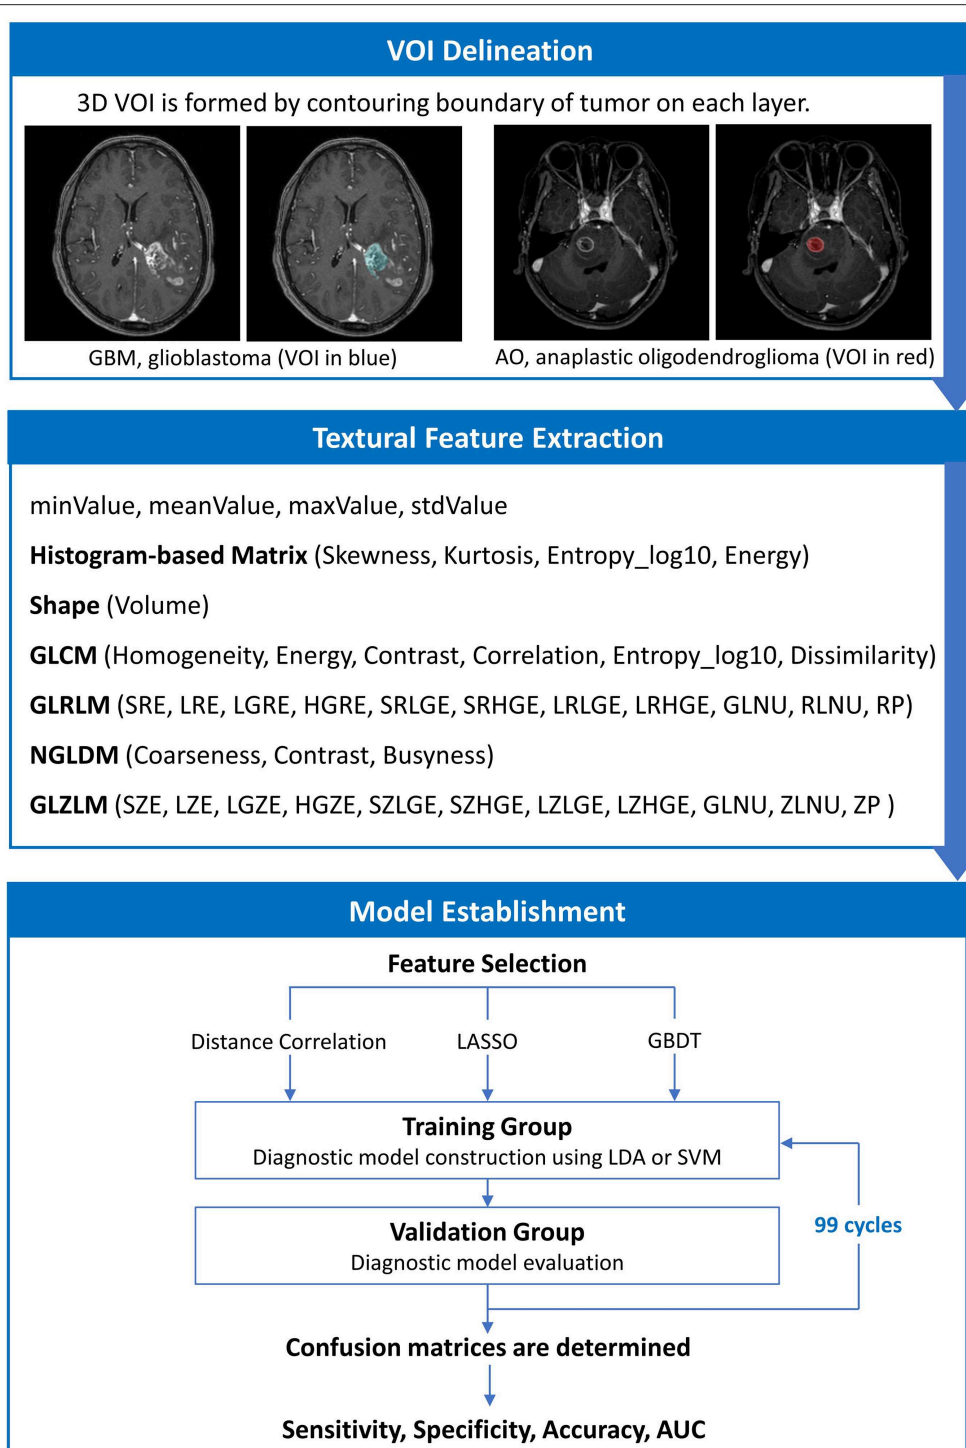 VOI Delineation
3D VOI is formed by contouring boundary of tumor on each layer.
GBM, glioblastoma (VOI in blue)
AO, anaplastic oligodendroglioma (VOI in red)
Textural Feature Extraction
minValue, meanValue, maxValue, stdValue
Histogram-based Matrix (Skewness, Kurtosis, Entropy_log10, Energy)
Shape (Volume)
GLCM (Homogeneity, Energy, Contrast, Correlation, Entropy_log10, Dissimilarity)
GLRLM (SRE, LRE, LGRE, HGRE, SRLGE, SRHGE, LRLGE, LRHGE, GLNU, RLNU, RP)
NGLDM (Coarseness, Contrast, Busyness)
GLZLM (SZE, LZE, LGZE, HGZE, SZLGE, SZHGE, LZLGE, LZHGE, GLNU, ZLNU, ZP )
Model Establishment
Feature Selection
Distance Correlation
LASSO
GBDT
Training Group
Diagnostic model construction using LDA or SVM
Validation Group
Diagnostic model evaluation
99 cycles
Confusion matrices are determined
Sensitivity, Specificity, Accuracy, AUC